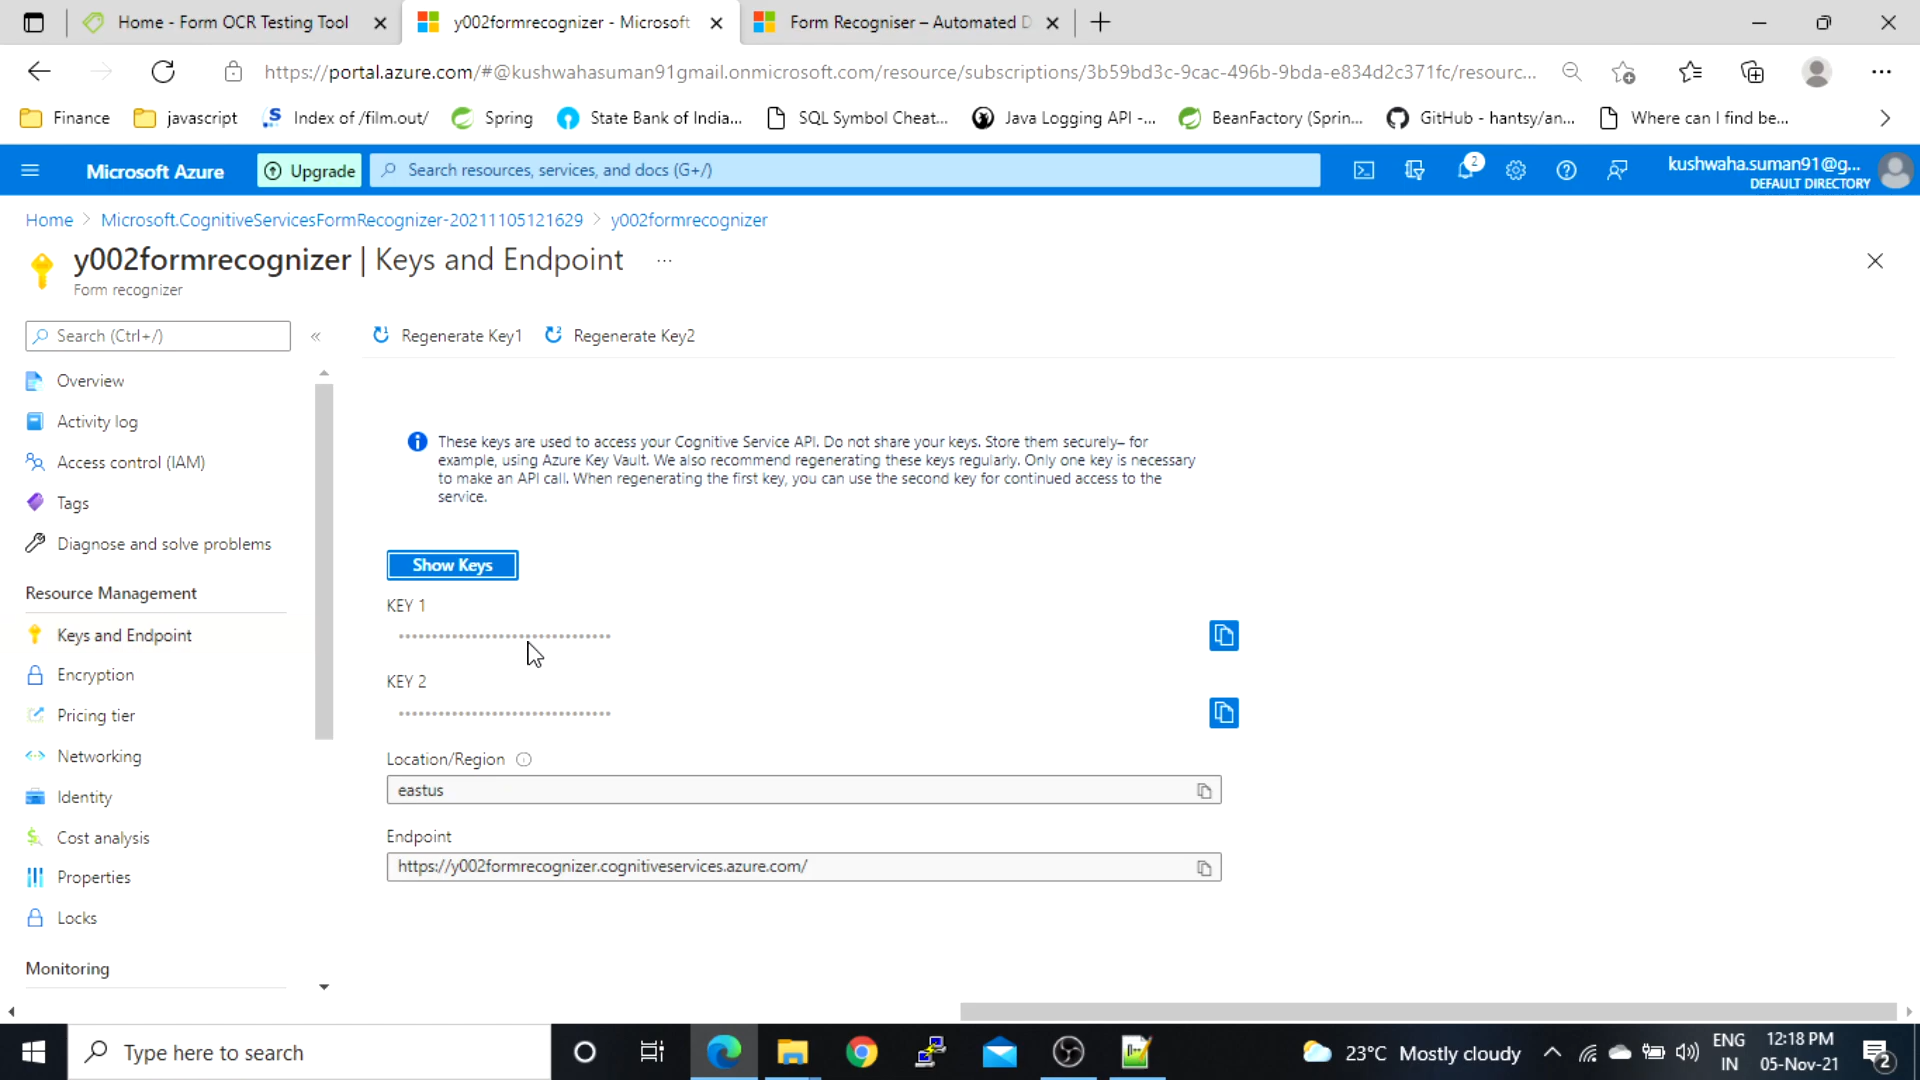 Home - Form OCR Testing Tool
y002formrecognizer - Microsoft
Form Recogniser – Automated D
https://portal.azure.com/#@kushwahasuman91gmail.onmicrosoft.com/resource/subscriptions/3b59bd3c-9cac-496b-9bda-e834d2c371fc/resourc...
Finance
javascript
Index of /film.out/
Spring
State Bank of India...
SQL Symbol Cheat...
Java Logging API -...
BeanFactory (Sprin...
GitHub - hantsy/an...
Where can I find be...
Microsoft Azure
Upgrade
Search resources, services, and docs (G+/)
2
kushwaha.suman91@g...
DEFAULT DIRECTORY
Home > Microsoft.CognitiveServicesFormRecognizer-20211105121629 > y002formrecognizer
y002formrecognizer | Keys and Endpoint ...
Form recognizer
Search (Ctrl+/)
«
Regenerate Key1
Regenerate Key2
Overview
Activity log
Access control (IAM)
Tags
Diagnose and solve problems
Resource Management
Keys and Endpoint
Encryption
Pricing tier
Networking
Identity
Cost analysis
Properties
Locks
Monitoring
These keys are used to access your Cognitive Service API. Do not share your keys. Store them securely– for
example, using Azure Key Vault. We also recommend regenerating these keys regularly. Only one key is necessary
to make an API call. When regenerating the first key, you can use the second key for continued access to the
service.
Show Keys
KEY 1
KEY 2
Location/Region
eastus
Endpoint
https://y002formrecognizer.cognitiveservices.azure.com/
Type here to search
23°C Mostly cloudy
ENG
IN
12:18 PM
05-Nov-21
2